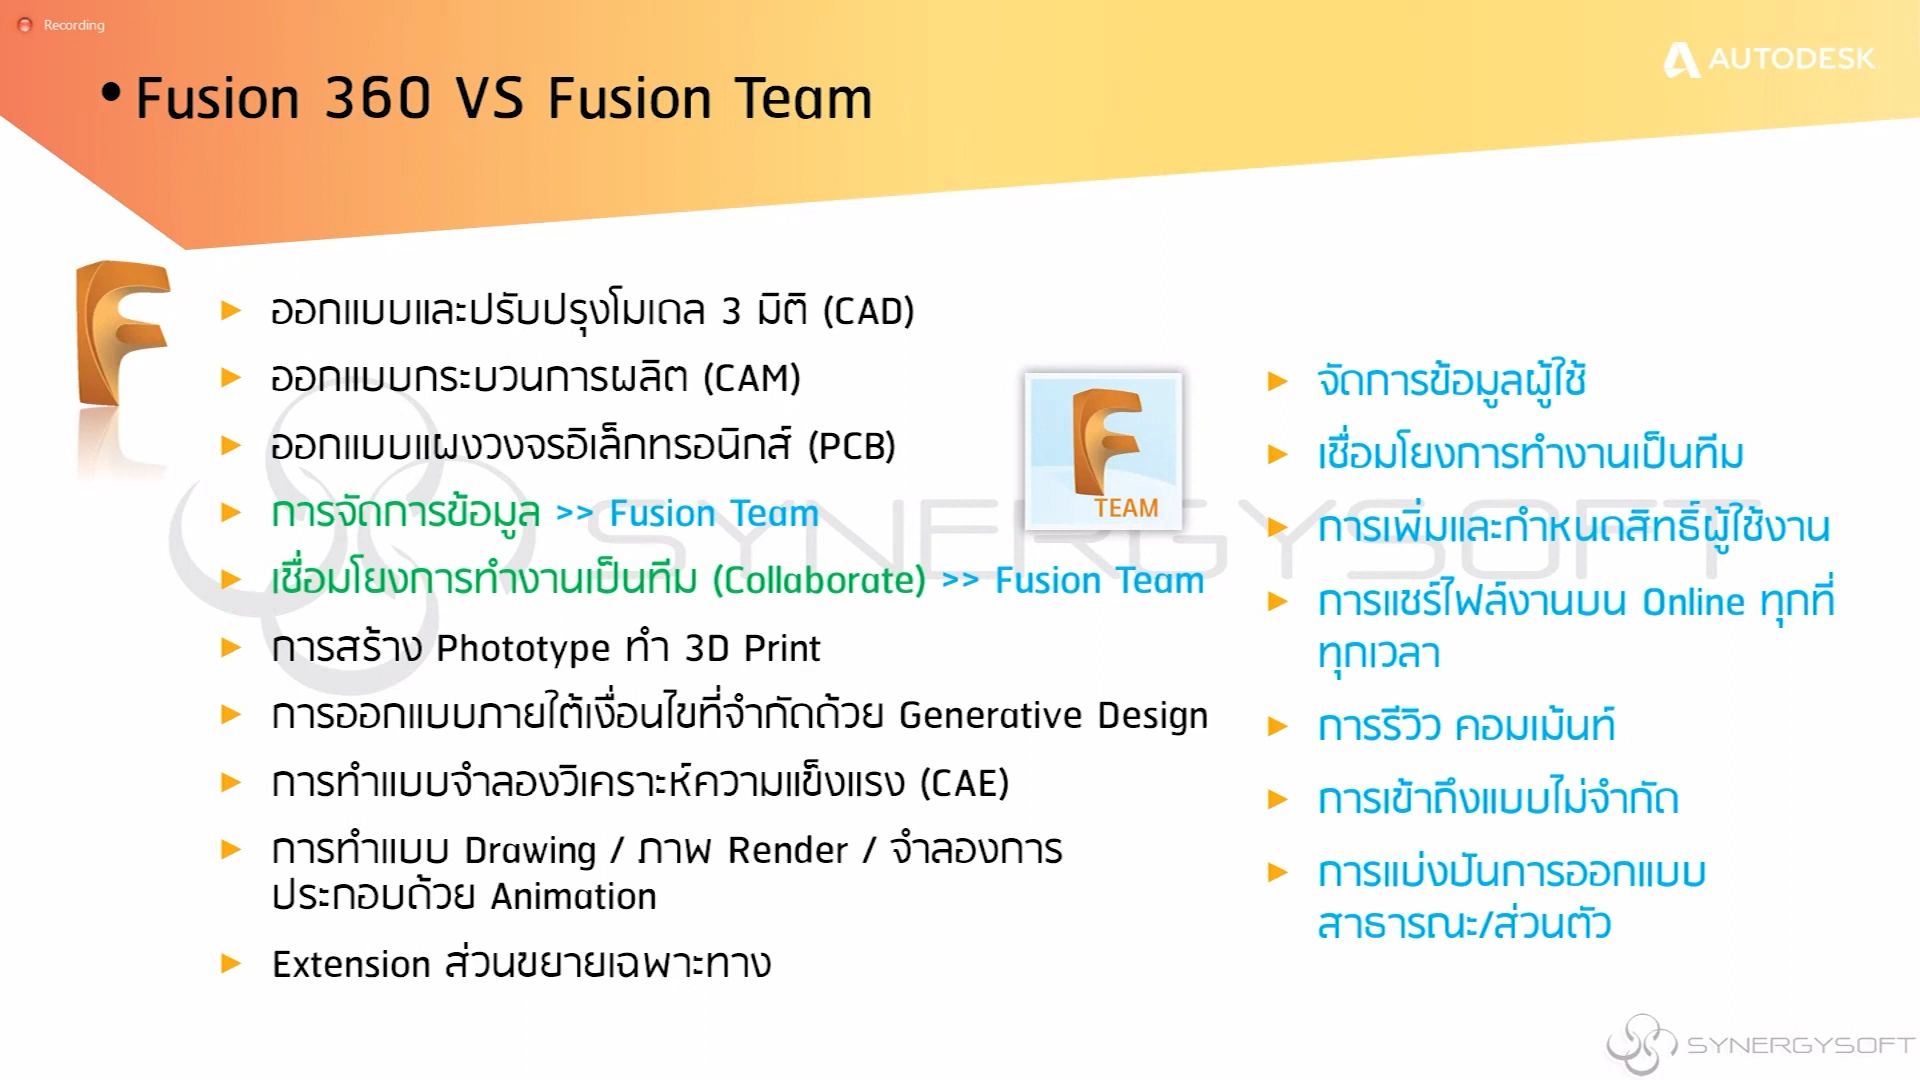 Recording
AUTODESK
• Fusion 360 VS Fusion Team
ออกแบบและปรับปรุงโมเดล 3 มิติ (CAD)
ออกแบบกระบวนการผลิต (CAM)
ออกแบบแผงวงจรอิเล็กทรอนิกส์ (PCB)
การจัดการข้อมูล >> Fusion Team
เชื่อมโยงการทำงานเป็นทีม (Collaborate) >> Fusion Team
การสร้าง Phototype ทำ 3D Print
การออกแบบภายใต้เงื่อนไขที่จำกัดด้วย Generative Design
การทำแบบจำลองวิเคราะห์ความแข็งแรง (CAE)
การทำแบบ Drawing / ภาพ Render / จำลองการ
ประกอบด้วย Animation
Extension ส่วนขยายเฉพาะทาง
TEAM
จัดการข้อมูลผู้ใช้
เชื่อมโยงการทำงานเป็นทีม
การเพิ่มและกำหนดสิทธิ์ผู้ใช้งาน
การแชร์ไฟล์งานบน Online ทุกที่
ทุกเวลา
การรีวิว คอมเม้นท์
การเข้าถึงแบบไม่จำกัด
การแบ่งปันการออกแบบ
สาธารณะ/ส่วนตัว
SYNERGYSOFT
SYNERGYSOFT